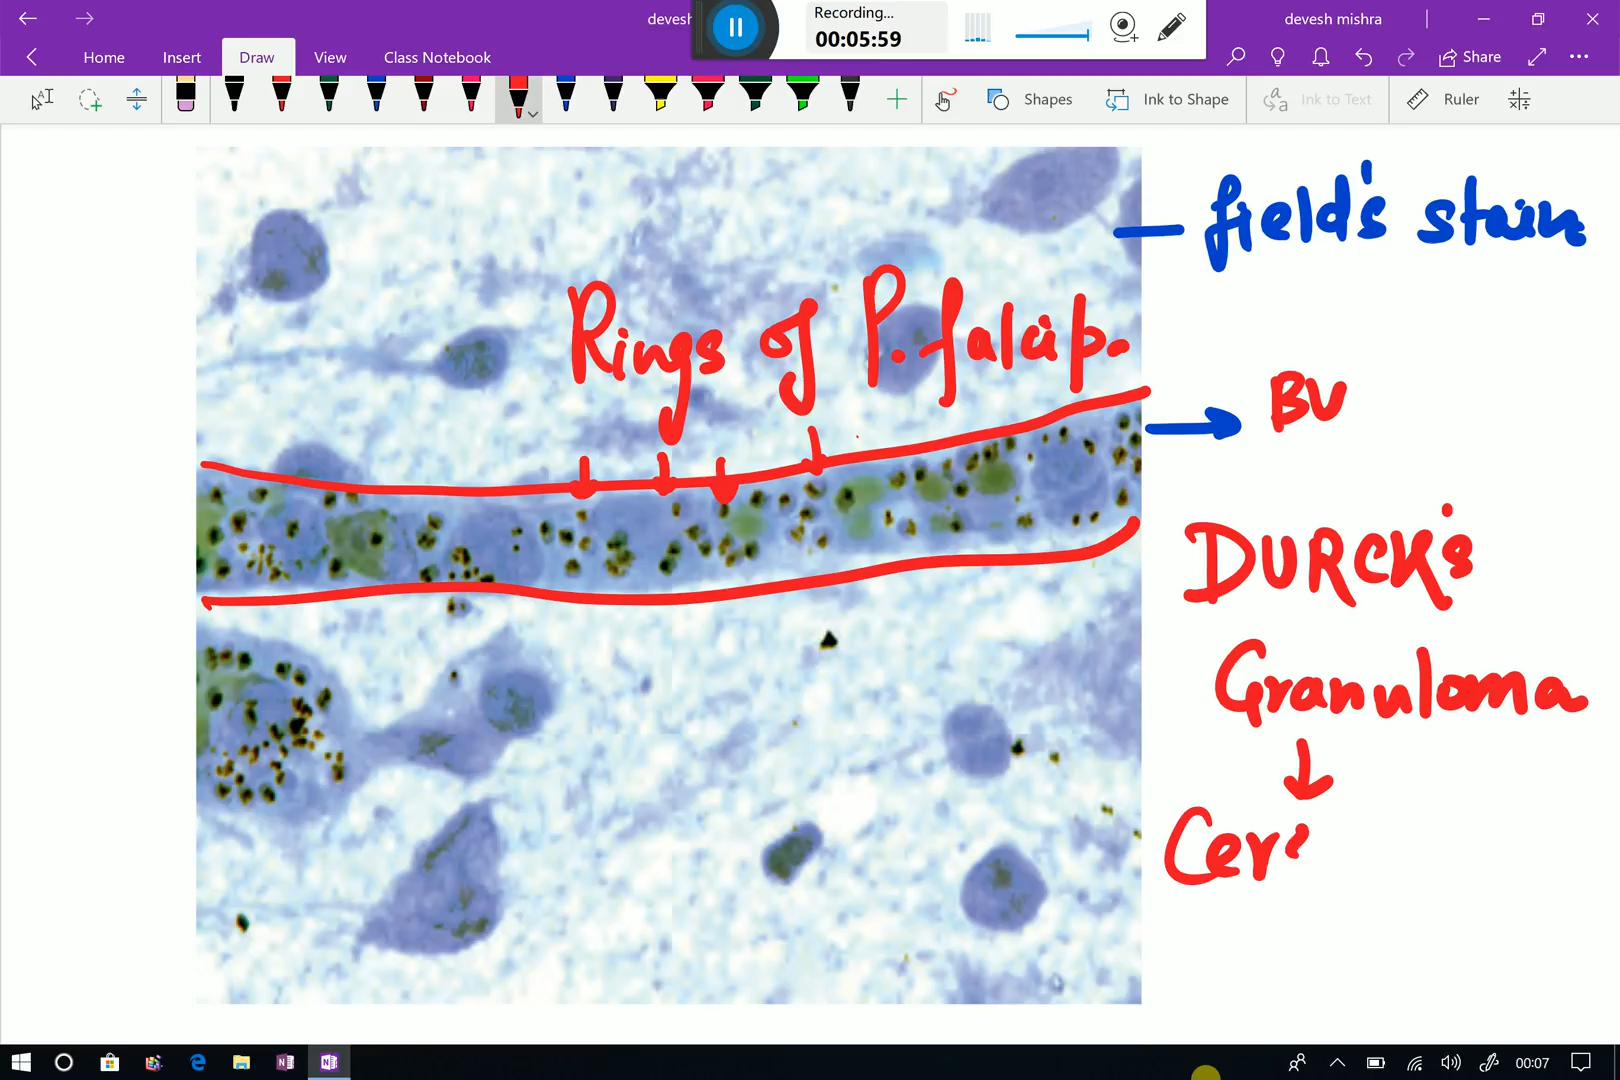 devesh
Recording...
00:05:59
devesh mishra
Home Insert Draw View Class Notebook
Share
Shapes Ink to Shape Ink to Text Ruler
field's stain
Rings of P. falcip.
BV
DURCK's
Granuloma
Cer
00:07